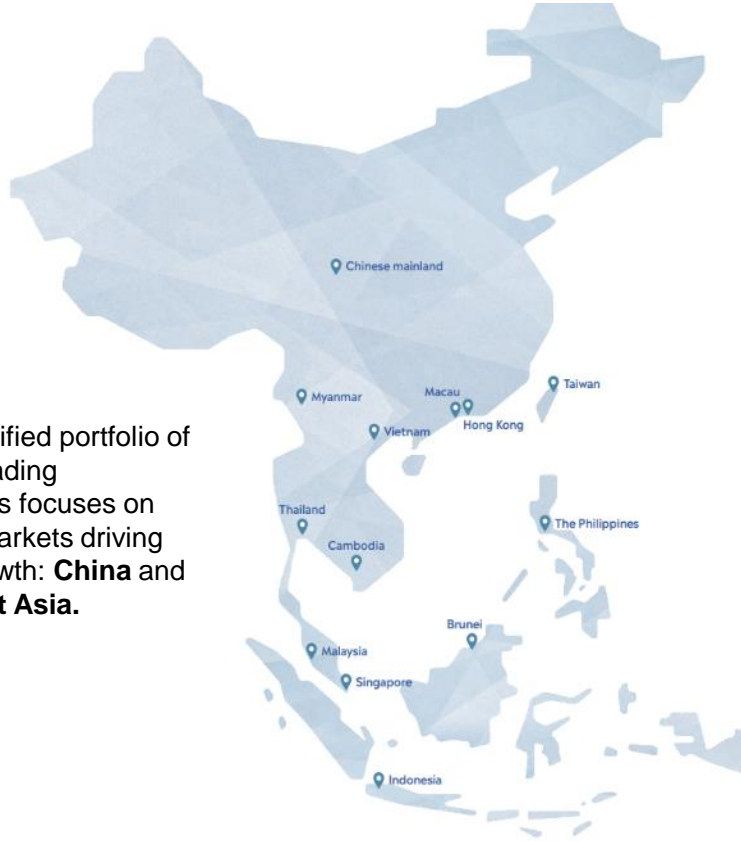 Chinese mainland
Taiwan
Myanmar
Macau
Hong Kong
Vietnam
ified portfolio of
ading
s focuses on
arkets driving
wth: China and
t Asia.
Thailand
The Philippines
Cambodia
Brunei
Malaysia
Singapore
Indonesia